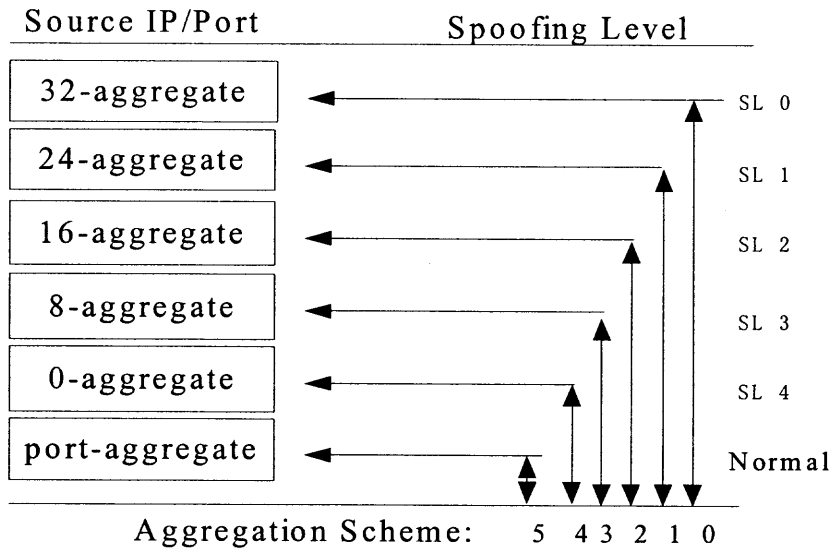 Source IP/Port Spoofing Level
32-aggregate SL 0
24-aggregate SL 1
16-aggregate SL 2
8-aggregate SL 3
0-aggregate SL 4
port-aggregate Normal
Aggregation Scheme: 5 4 3 2 1 0